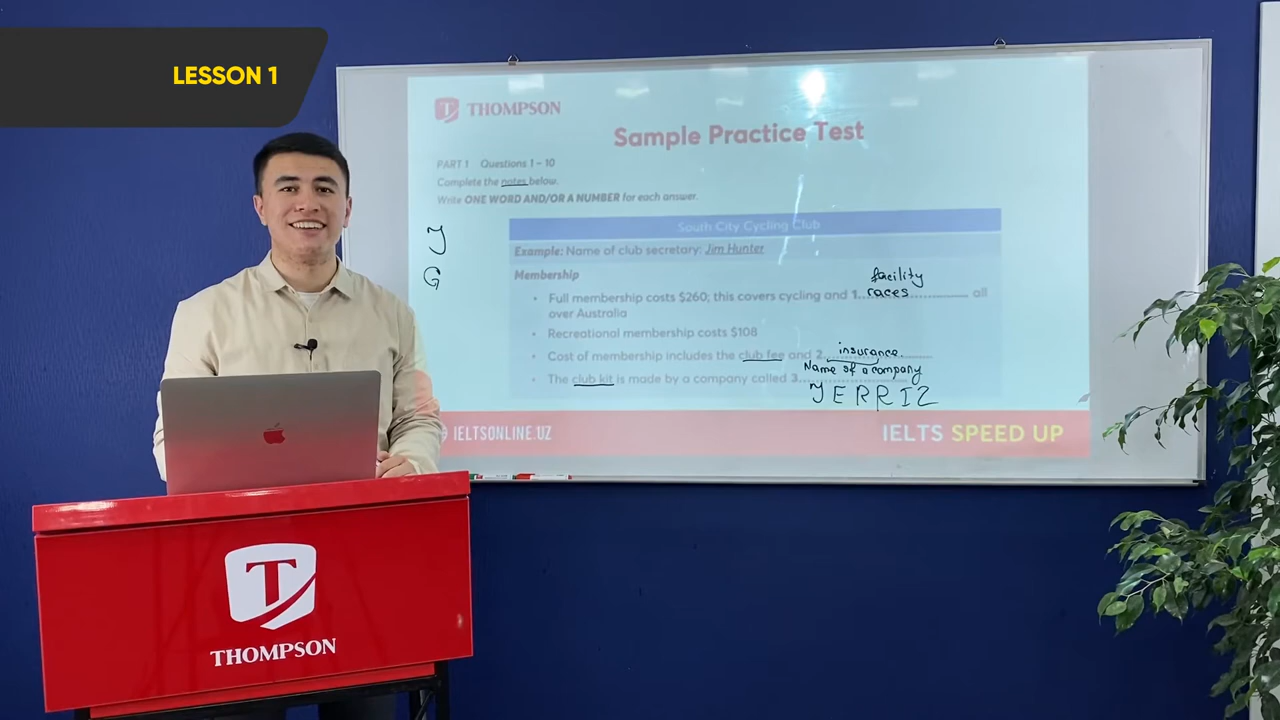 LESSON 1
THOMPSON
Sample Practice Test
PART 1 Questions 1 – 10
Complete the notes below.
Write ONE WORD AND/OR A NUMBER for each answer.
J
G
South City Cycling Club
Example: Name of club secretary: Jim Hunter
Membership
facility
Full membership costs $260; this covers cycling and 1.. races .................. all
over Australia
Recreational membership costs $108
insurance.
Cost of membership includes the club fee and 2..................
Name of a company
The club kit is made by a company called 3..................
JERRIZ
IELTSONLINE.UZ
IELTS SPEED UP
T
THOMPSON